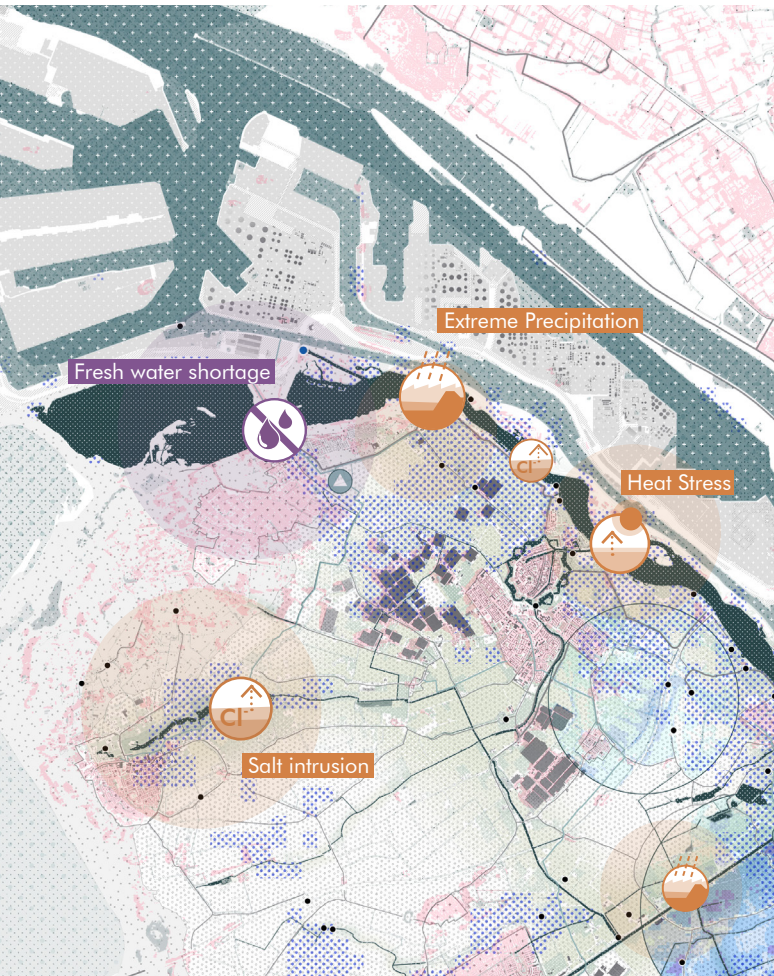 Extreme Precipitation
Fresh water shortage
Cl⁻
Heat Stress
Cl⁻
Salt intrusion